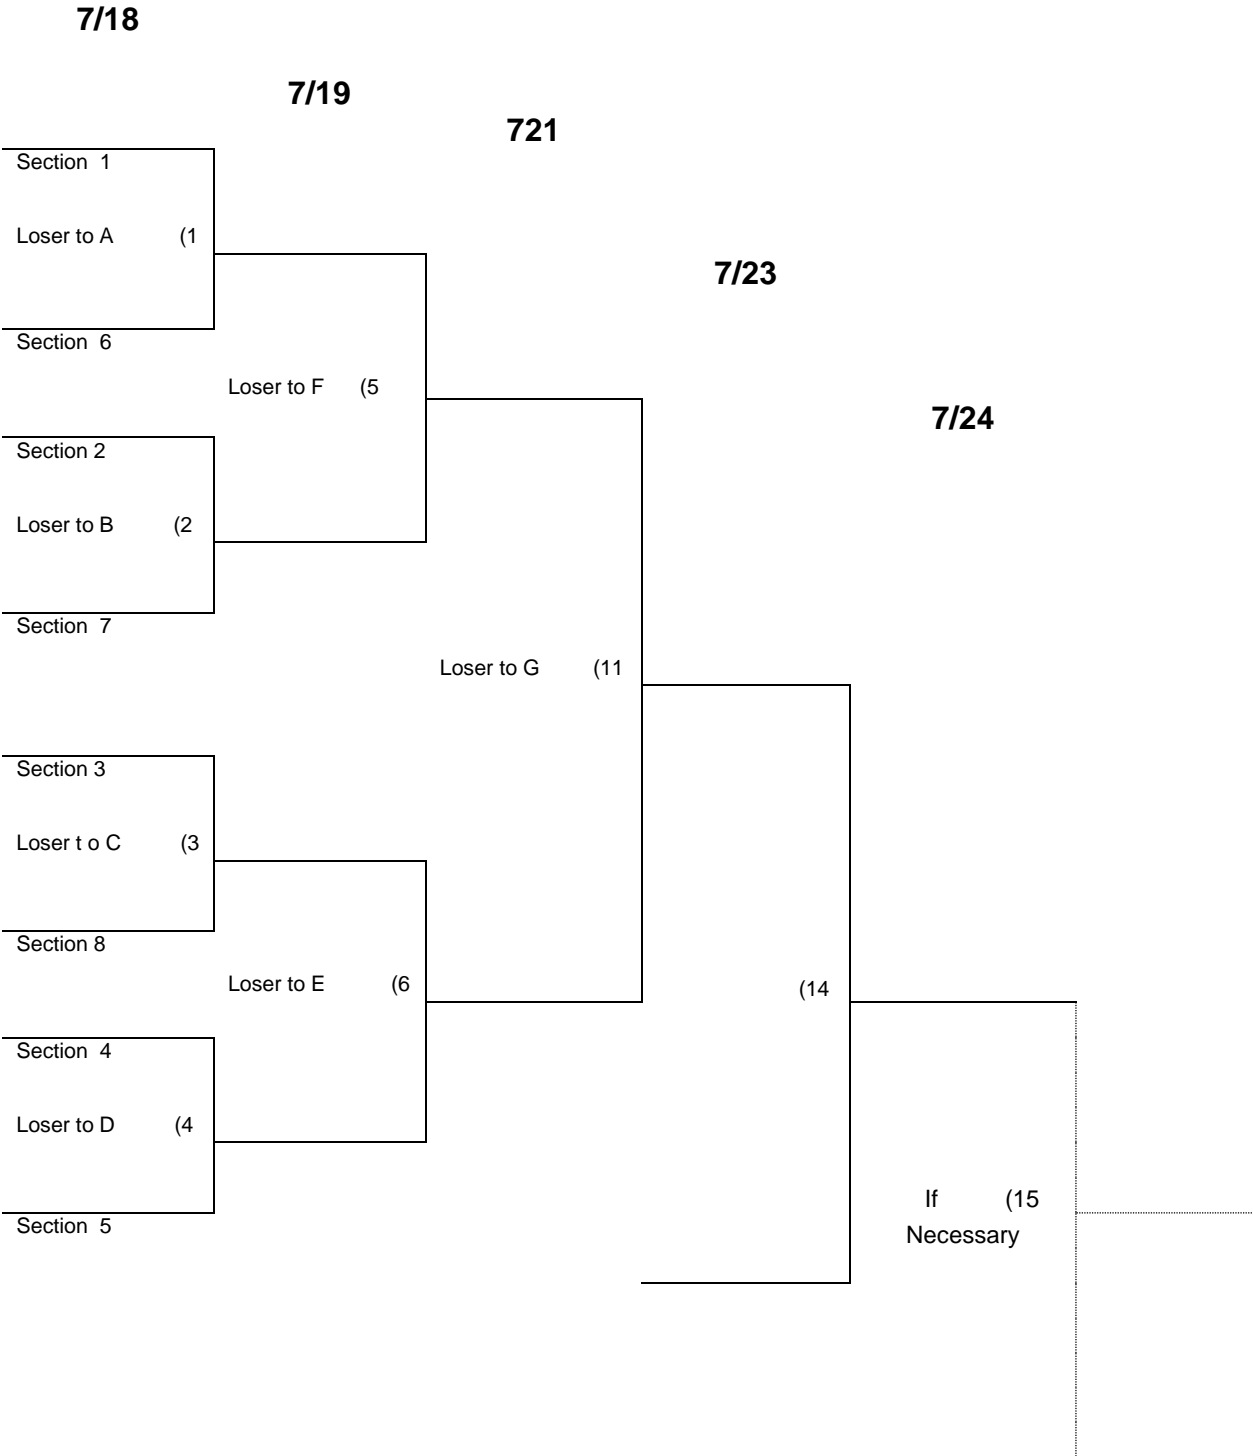 7/18
7/19
721
Section 1
Loser to A (1
7/23
Section 6
Loser to F (5
7/24
Section 2
Loser to B (2
Section 7
Loser to G (11
Section 3
Loser t o C (3
Section 8
Loser to E (6
(14
Section 4
Loser to D (4
If (15
Necessary
Section 5